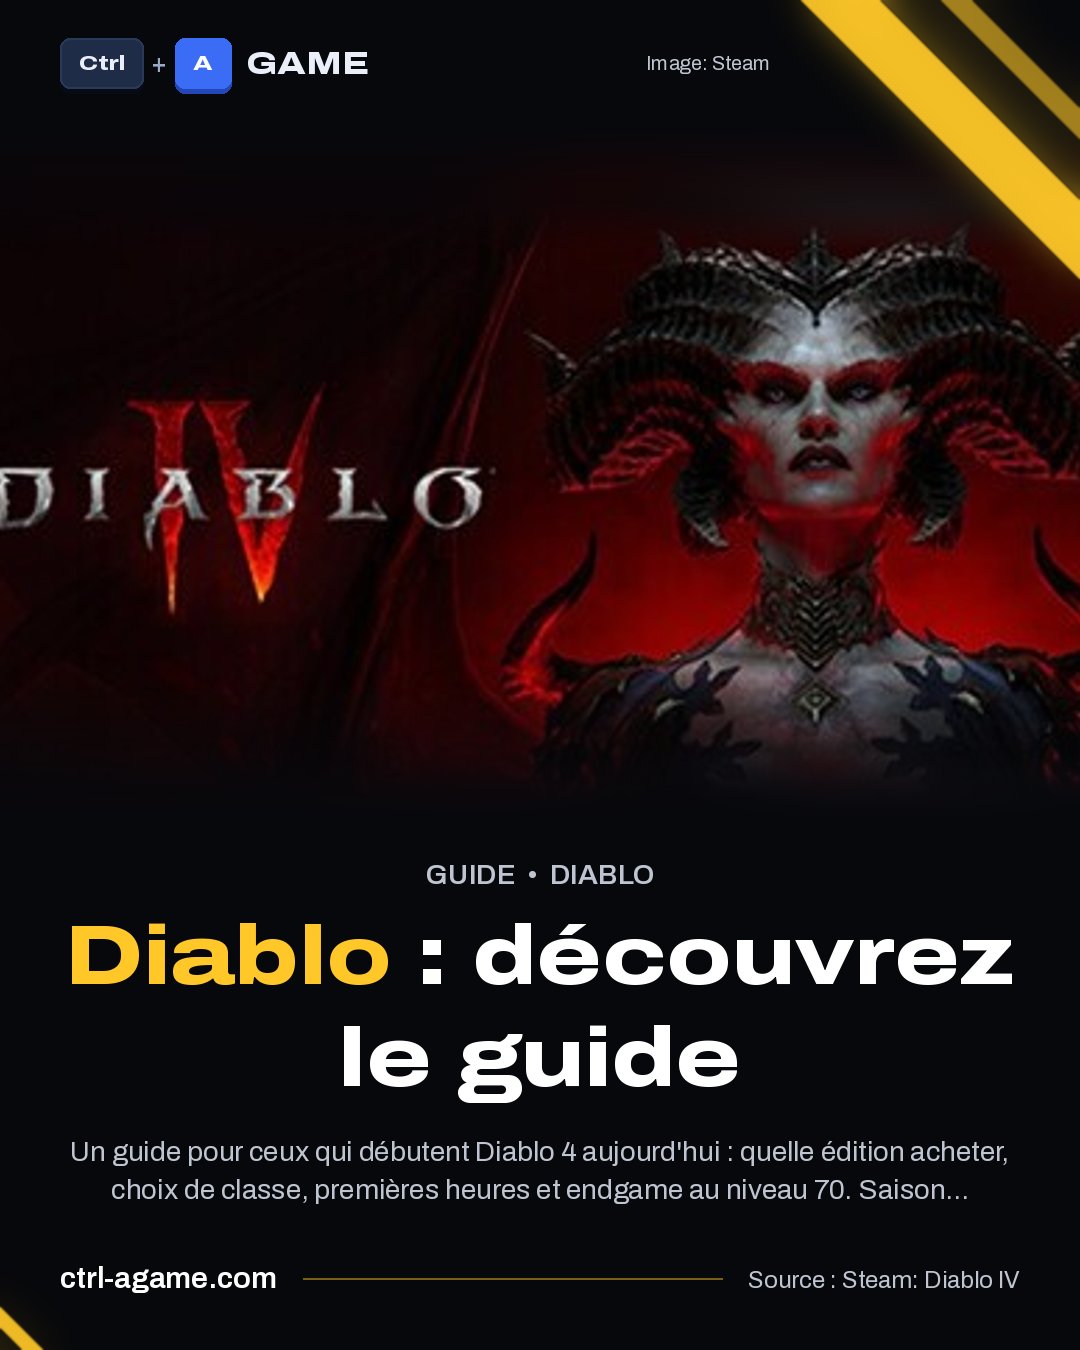 Ctrl + A GAME
Image: Steam
DIABLO
IV
GUIDE • DIABLO
Diablo : découvrez
le guide
Un guide pour ceux qui débutent Diablo 4 aujourd'hui : quelle édition acheter,
choix de classe, premières heures et endgame au niveau 70. Saison...
ctrl-agame.com
Source : Steam: Diablo IV